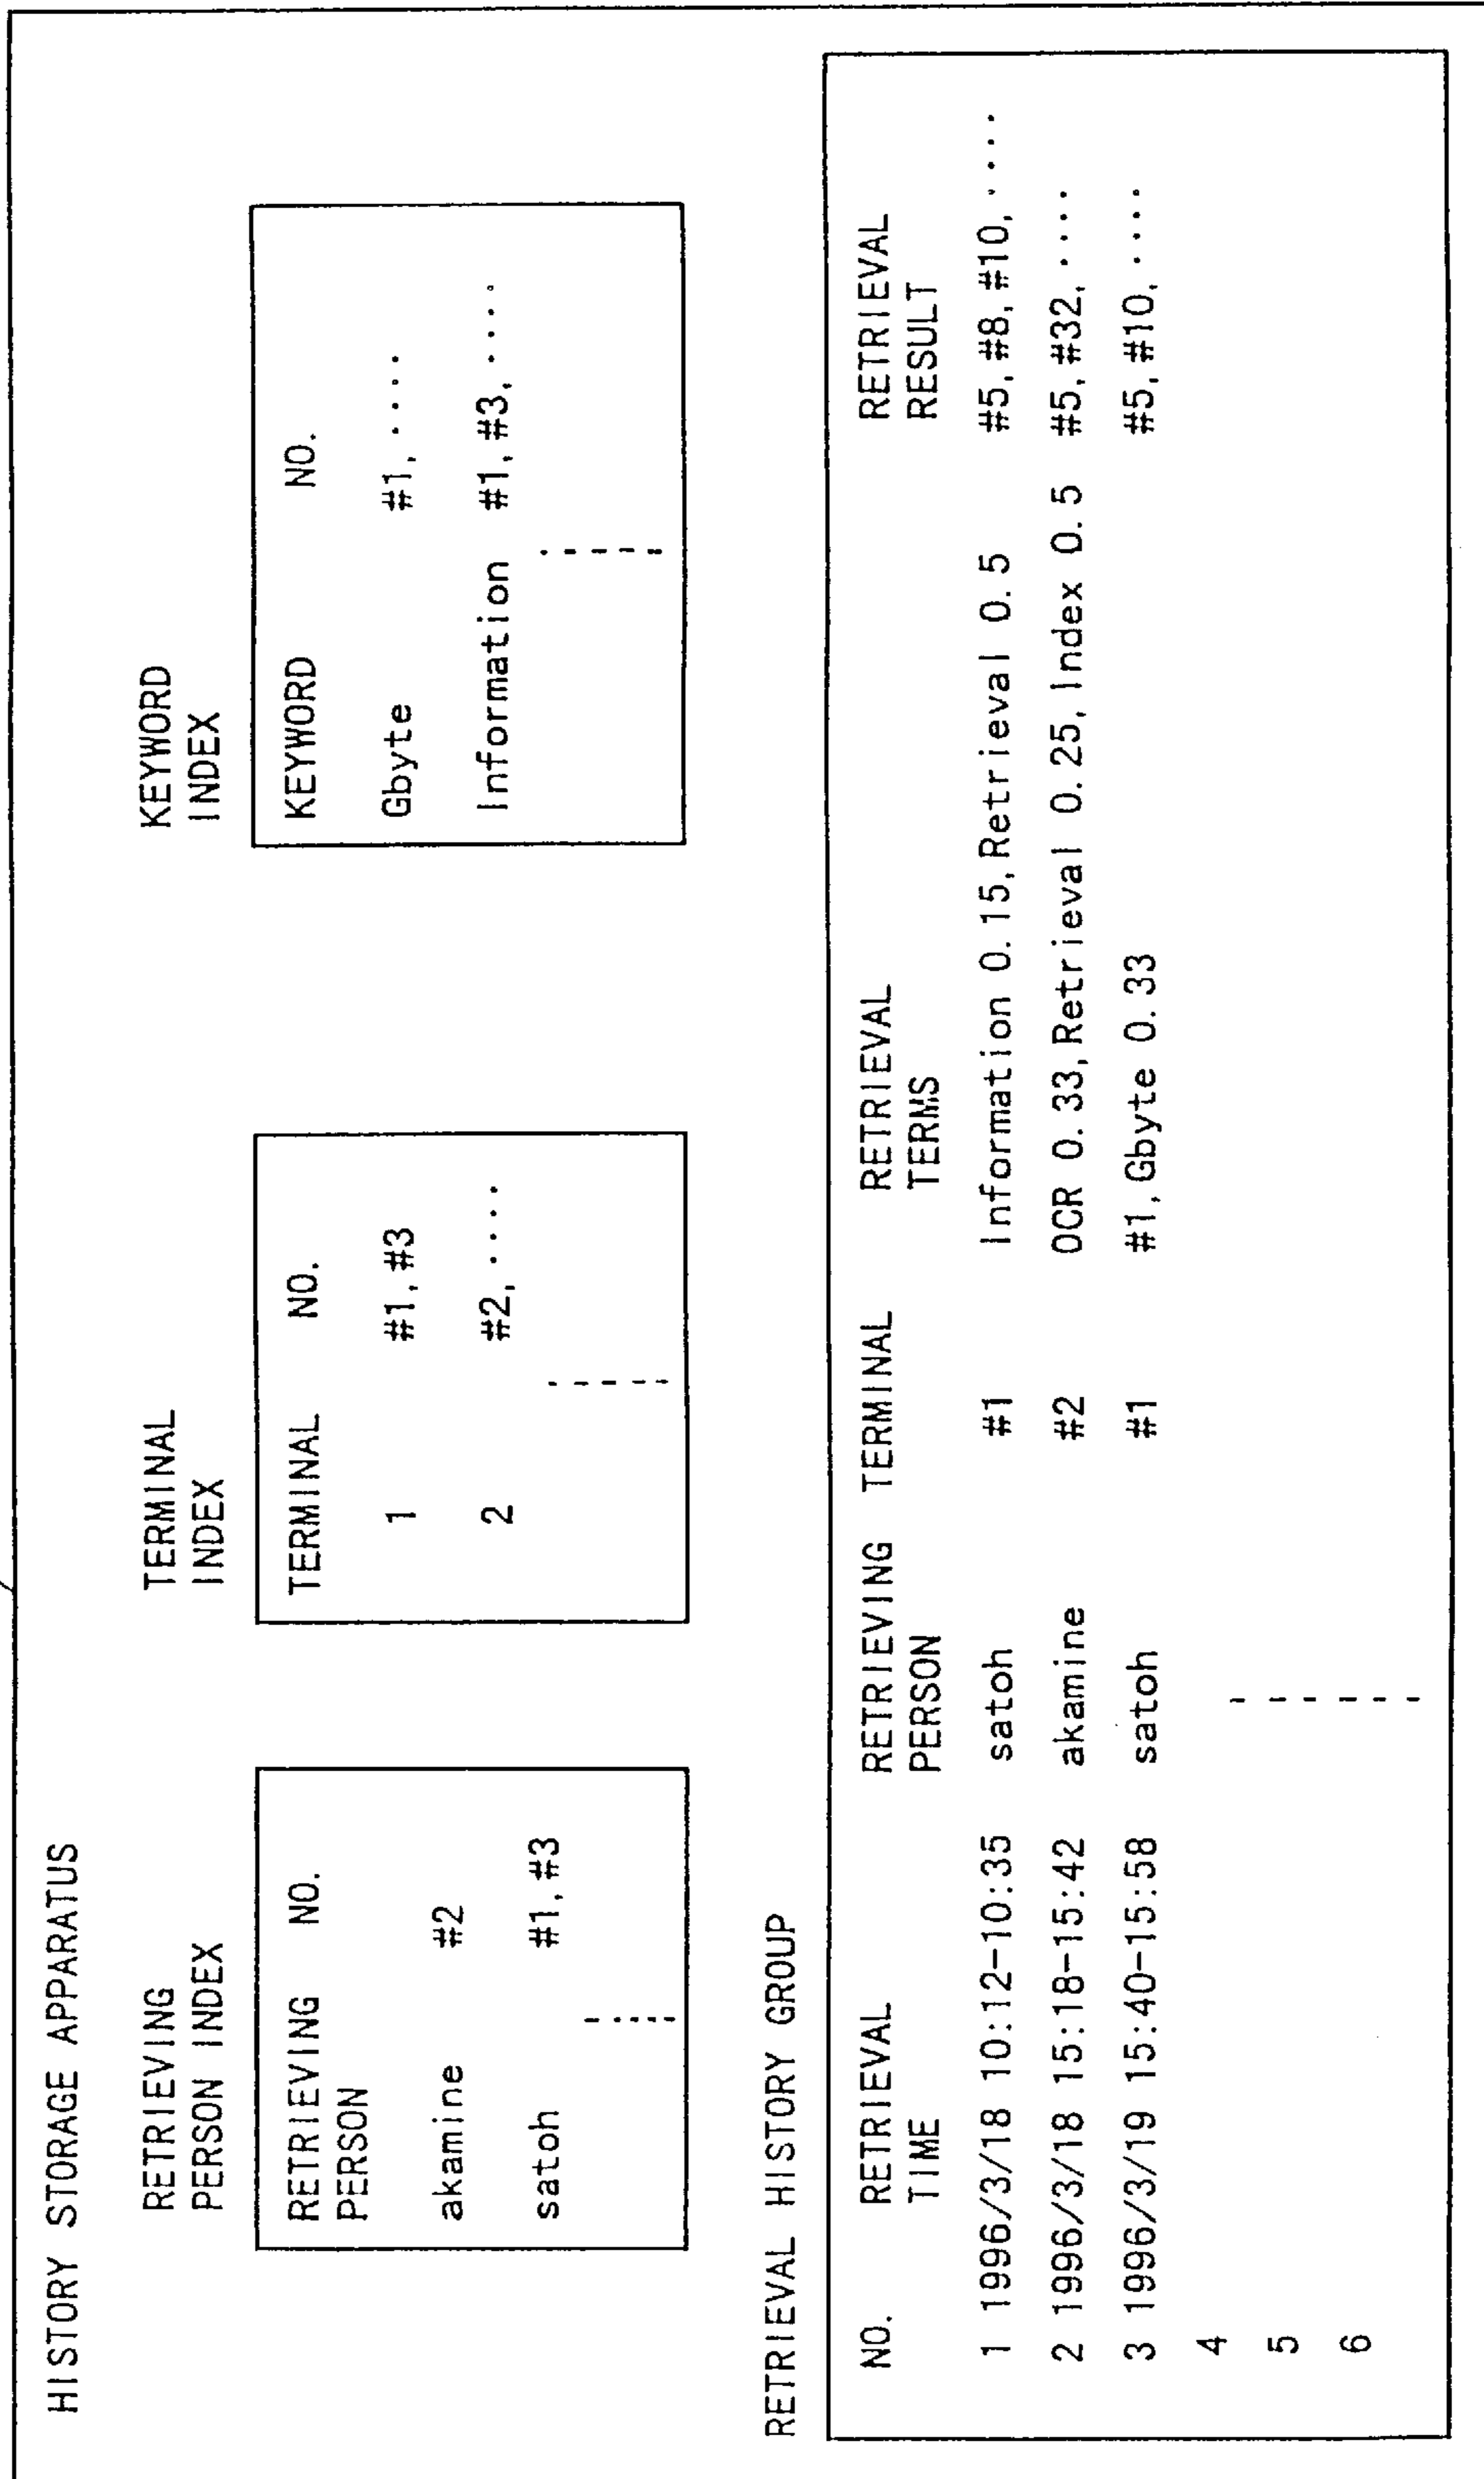 HISTORY STORAGE APPARATUS
RETRIEVING
PERSON INDEX
RETRIEVING NO.
PERSON
akamine #2
satoh #1, #3
TERMINAL
INDEX
TERMINAL NO.
1 #1, #3
2 #2, ....
KEYWORD
INDEX
KEYWORD NO.
Gbyte #1, ....
Information #1, #3, ....
RETRIEVAL HISTORY GROUP
NO. RETRIEVAL RETRIEVING TERMINAL RETRIEVAL RETRIEVAL
TIME PERSON TERMS RESULT
1 1996/3/18 10:12-10:35 satoh #1 Information 0.15, Retrieval 0.5 #5, #8, #10, ....
2 1996/3/18 15:18-15:42 akamine #2 OCR 0.33, Retrieval 0.25, Index 0.5 #5, #32, ....
3 1996/3/19 15:40-15:58 satoh #1 #1, Gbyte 0.33 #5, #10, ....
4
5
6